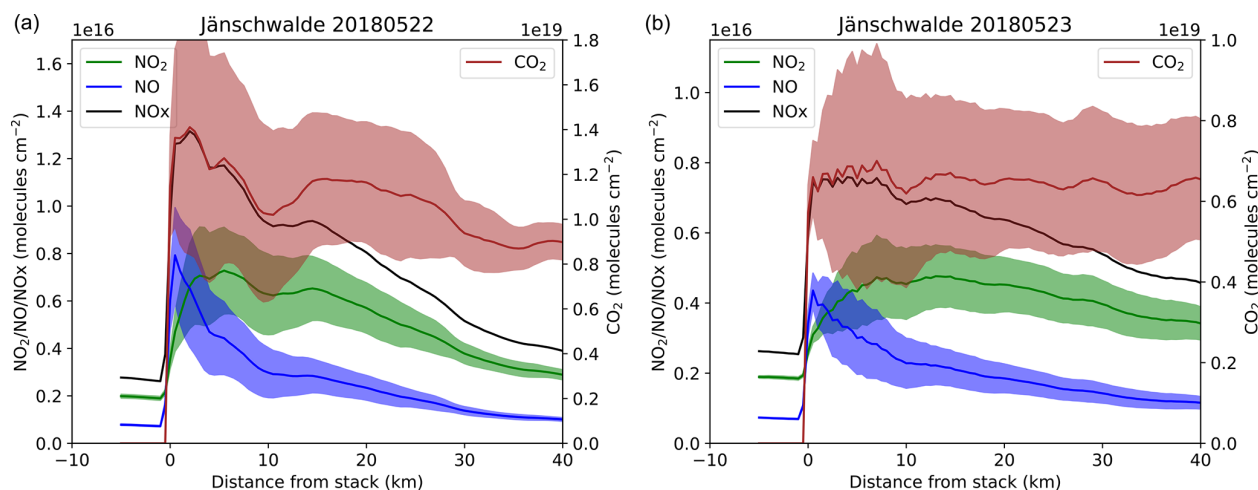 (a)
Jänschwalde 20180522
1e16
1e19
NO₂
NO
NOx
CO₂
1.6
1.4
1.2
1.0
0.8
0.6
0.4
0.2
0.0
NO₂/NO/NOx (molecules cm⁻²)
1.8
1.6
1.4
1.2
1.0
0.8
0.6
0.4
0.2
0.0
CO₂ (molecules cm⁻²)
−10 0 10 20 30 40
Distance from stack (km)
(b)
Jänschwalde 20180523
1e16
1e19
NO₂
NO
NOx
CO₂
1.0
0.8
0.6
0.4
0.2
0.0
NO₂/NO/NOx (molecules cm⁻²)
1.0
0.8
0.6
0.4
0.2
0.0
CO₂ (molecules cm⁻²)
−10 0 10 20 30 40
Distance from stack (km)